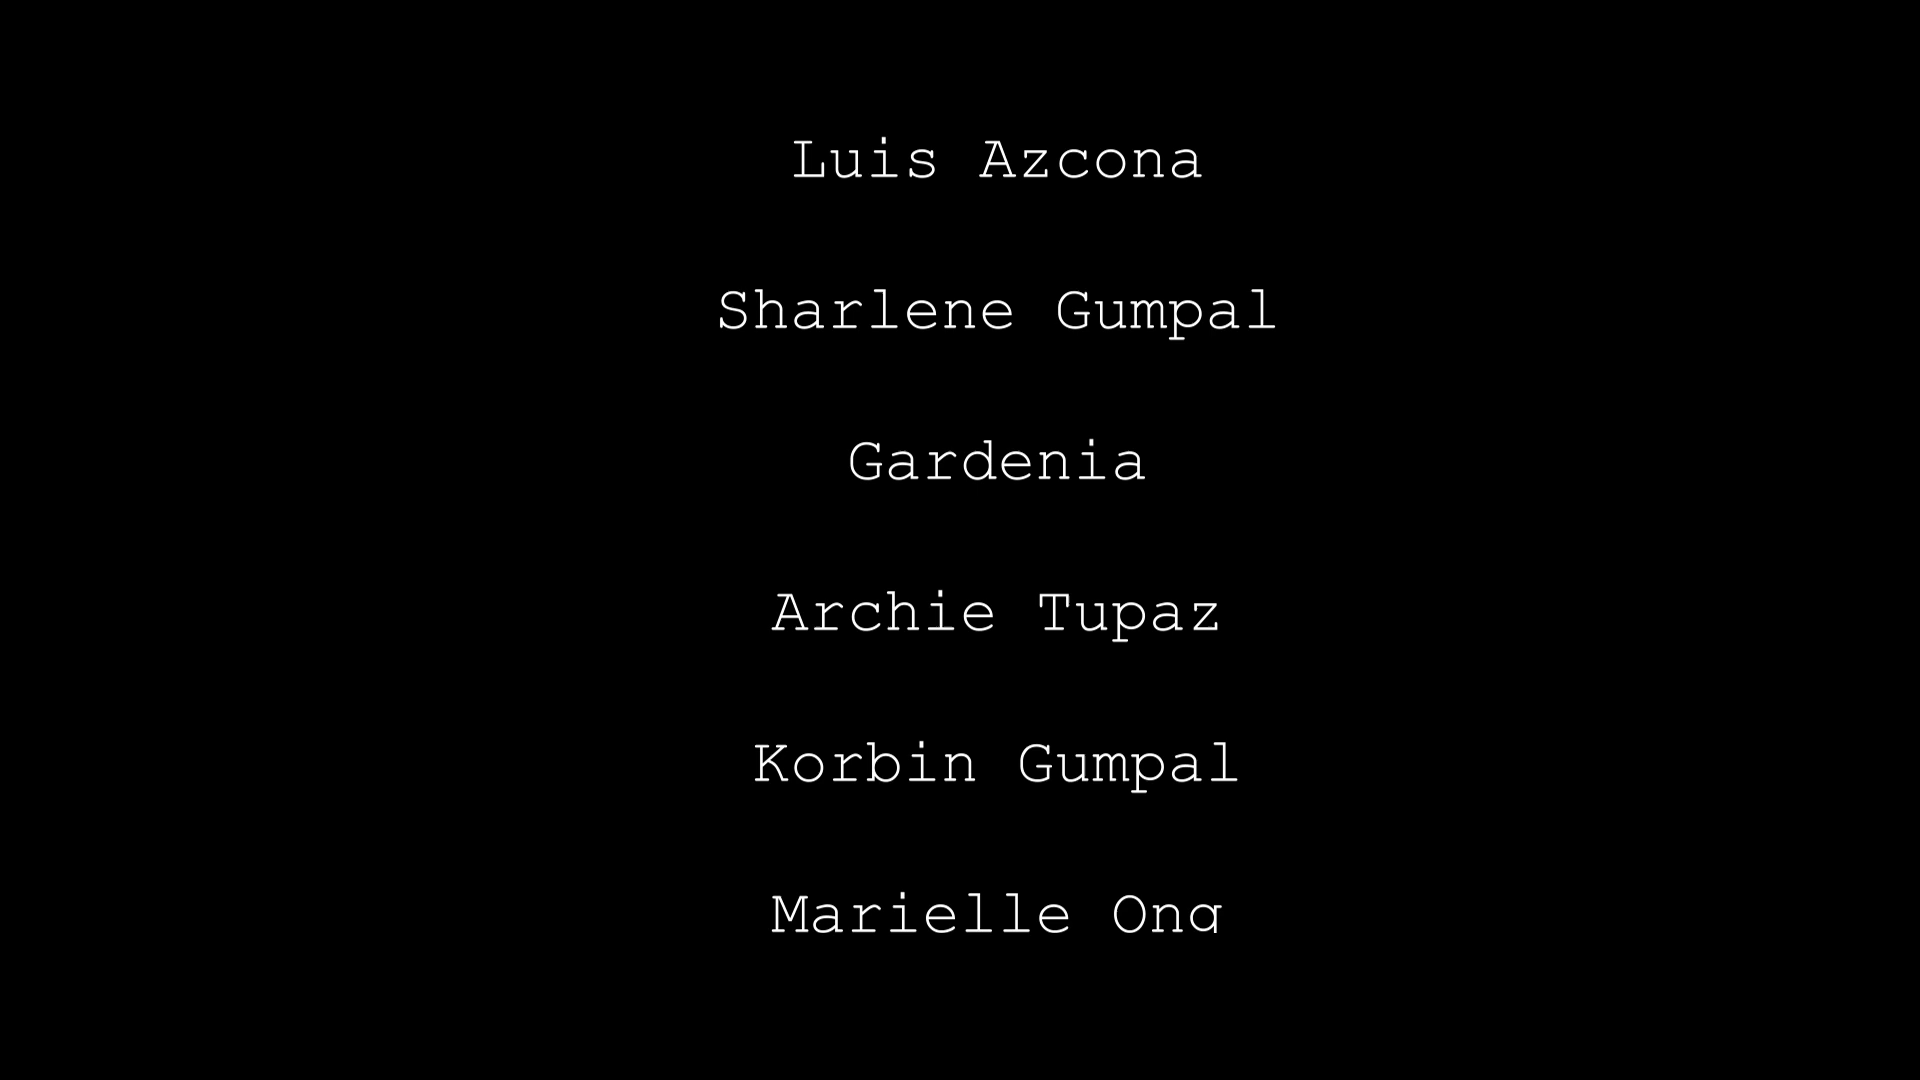 Luis Azcona
Sharlene Gumpal
Gardenia
Archie Tupaz
Korbin Gumpal
Marielle Ong